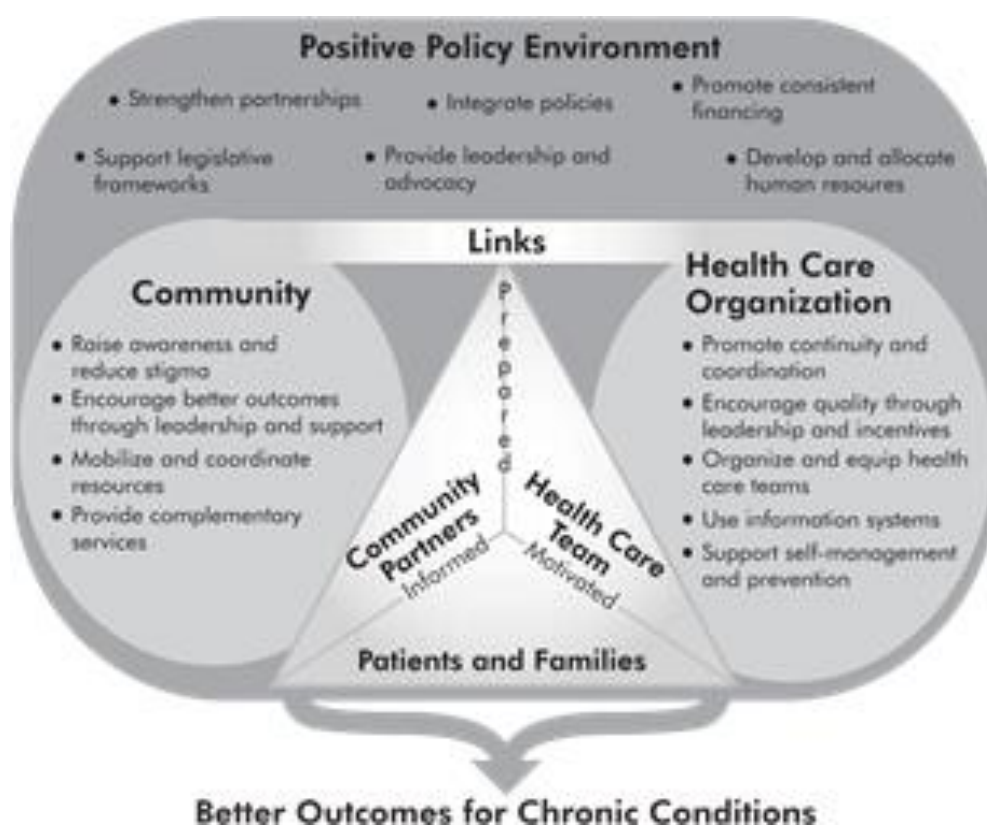 Positive Policy Environment
• Strengthen partnerships
• Integrate policies
• Promote consistent
financing
• Support legislative
frameworks
• Provide leadership and
advocacy
• Develop and allocate
human resoures
Links
Community
• Raise awareness and
reduce stigma
• Encourage better outcomes
through leadership and support
• Mobilize and coordinate
resources
• Provide complementary
services
Prepared
Community
Partners
Informed
Health Care
Team
Motivated
Patients and Families
Health Care
Organization
• Promote continuity and
coordination
• Encourage quality through
leadership and incentives
• Organize and equip health
care teams
• Use information systems
• Support self-management
and prevention
Better Outcomes for Chronic Conditions